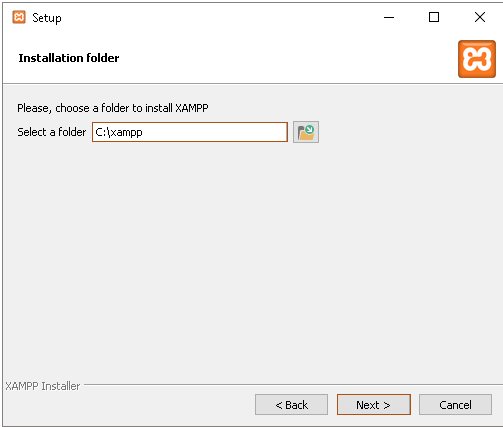 Setup
Installation folder
Please, choose a folder to install XAMPP
Select a folder C:\xampp
XAMPP Installer
< Back Next > Cancel